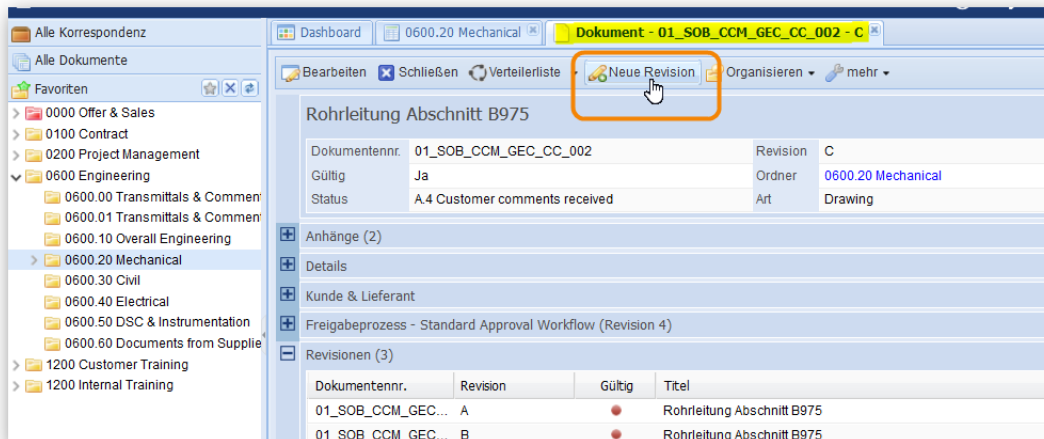 Alle Korrespondenz
Alle Dokumente
Favoriten
0000 Offer & Sales
0100 Contract
0200 Project Management
0600 Engineering
0600.00 Transmittals & Commen
0600.01 Transmittals & Commen
0600.10 Overall Engineering
0600.20 Mechanical
0600.30 Civil
0600.40 Electrical
0600.50 DSC & Instrumentation
0600.60 Documents from Supplie
1200 Customer Training
1200 Internal Training
Dashboard 0600.20 Mechanical Dokument - 01_SOB_CCM_GEC_CC_002 - C
Bearbeiten Schließen Verteilerliste Neue Revision Organisieren mehr
Rohrleitung Abschnitt B975
Dokumentennr. 01_SOB_CCM_GEC_CC_002 Revision C
Gültig Ja Ordner 0600.20 Mechanical
Status A.4 Customer comments received Art Drawing
Anhänge (2)
Details
Kunde & Lieferant
Freigabeprozess - Standard Approval Workflow (Revision 4)
Revisionen (3)
Dokumentennr. Revision Gültig Titel
01_SOB_CCM_GEC... A Rohrleitung Abschnitt B975
01_SOB_CCM_GEC... B Rohrleitung Abschnitt B975